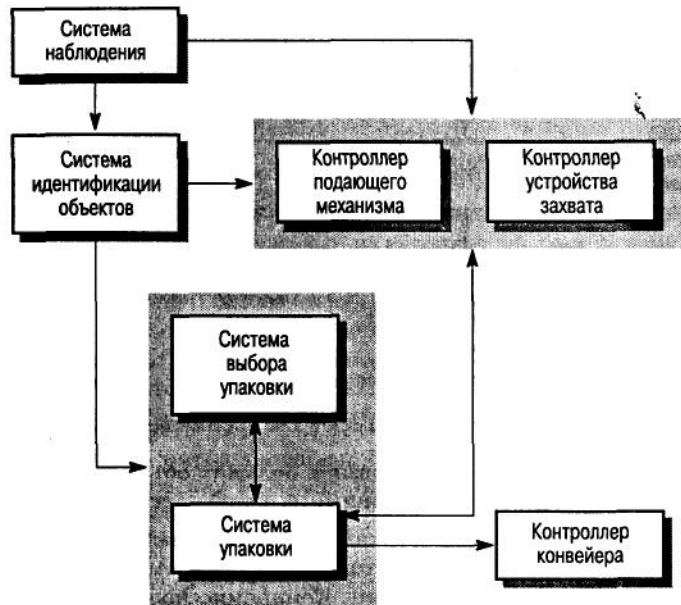 Система
наблюдения
Система
идентификации
объектов
Контроллер
подающего
механизма
Контроллер
устройства
захвата
Система
выбора
упаковки
Система
упаковки
Контроллер
конвейера